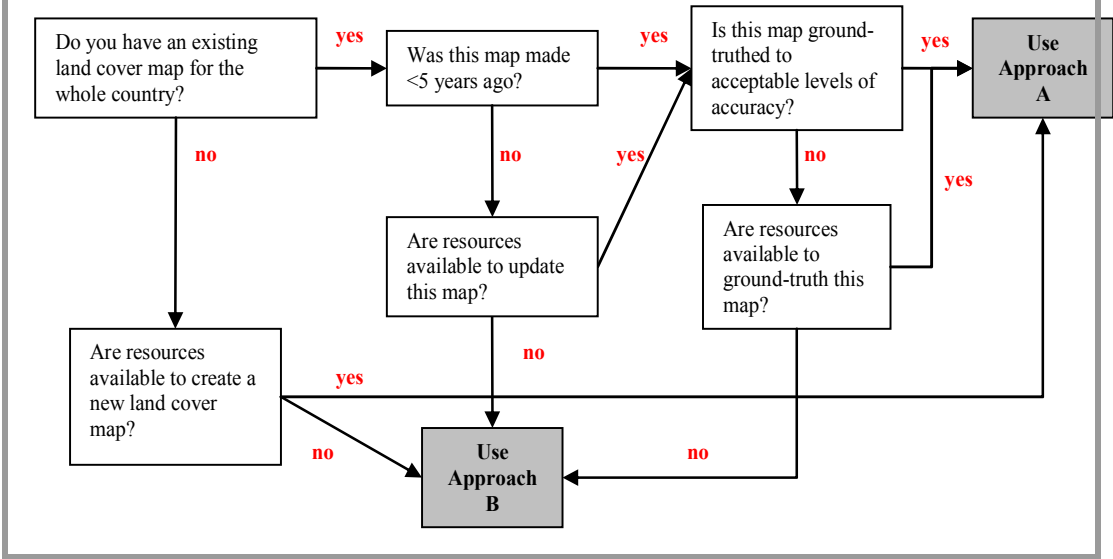 Do you have an existing
land cover map for the
whole country?
yes
Was this map made
<5 years ago?
yes
Is this map ground-
truthed to
acceptable levels of
accuracy?
yes
Use
Approach
A
no
no
yes
no
yes
Are resources
available to update
this map?
Are resources
available to
ground-truth this
map?
Are resources
available to create a
new land cover
map?
yes
no
no
no
Use
Approach
B